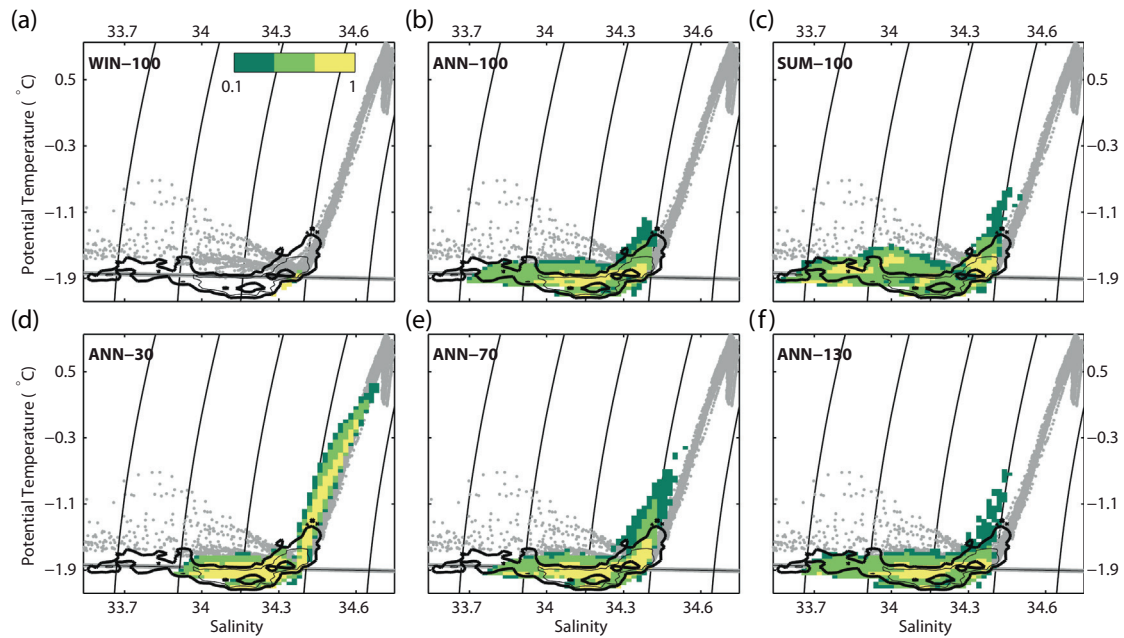 (a) (b) (c)
33.7 34 34.3 34.6 33.7 34 34.3 34.6 33.7 34 34.3 34.6
WIN−100 ANN−100 SUM−100
0.1 1
Potential Temperature ( °C)
0.5 0.5
−0.3 −0.3
−1.1 −1.1
−1.9 −1.9
(d) (e) (f)
ANN−30 ANN−70 ANN−130
Potential Temperature ( °C)
0.5 0.5
−0.3 −0.3
−1.1 −1.1
−1.9 −1.9
33.7 34 34.3 34.6 33.7 34 34.3 34.6 33.7 34 34.3 34.6
Salinity Salinity Salinity